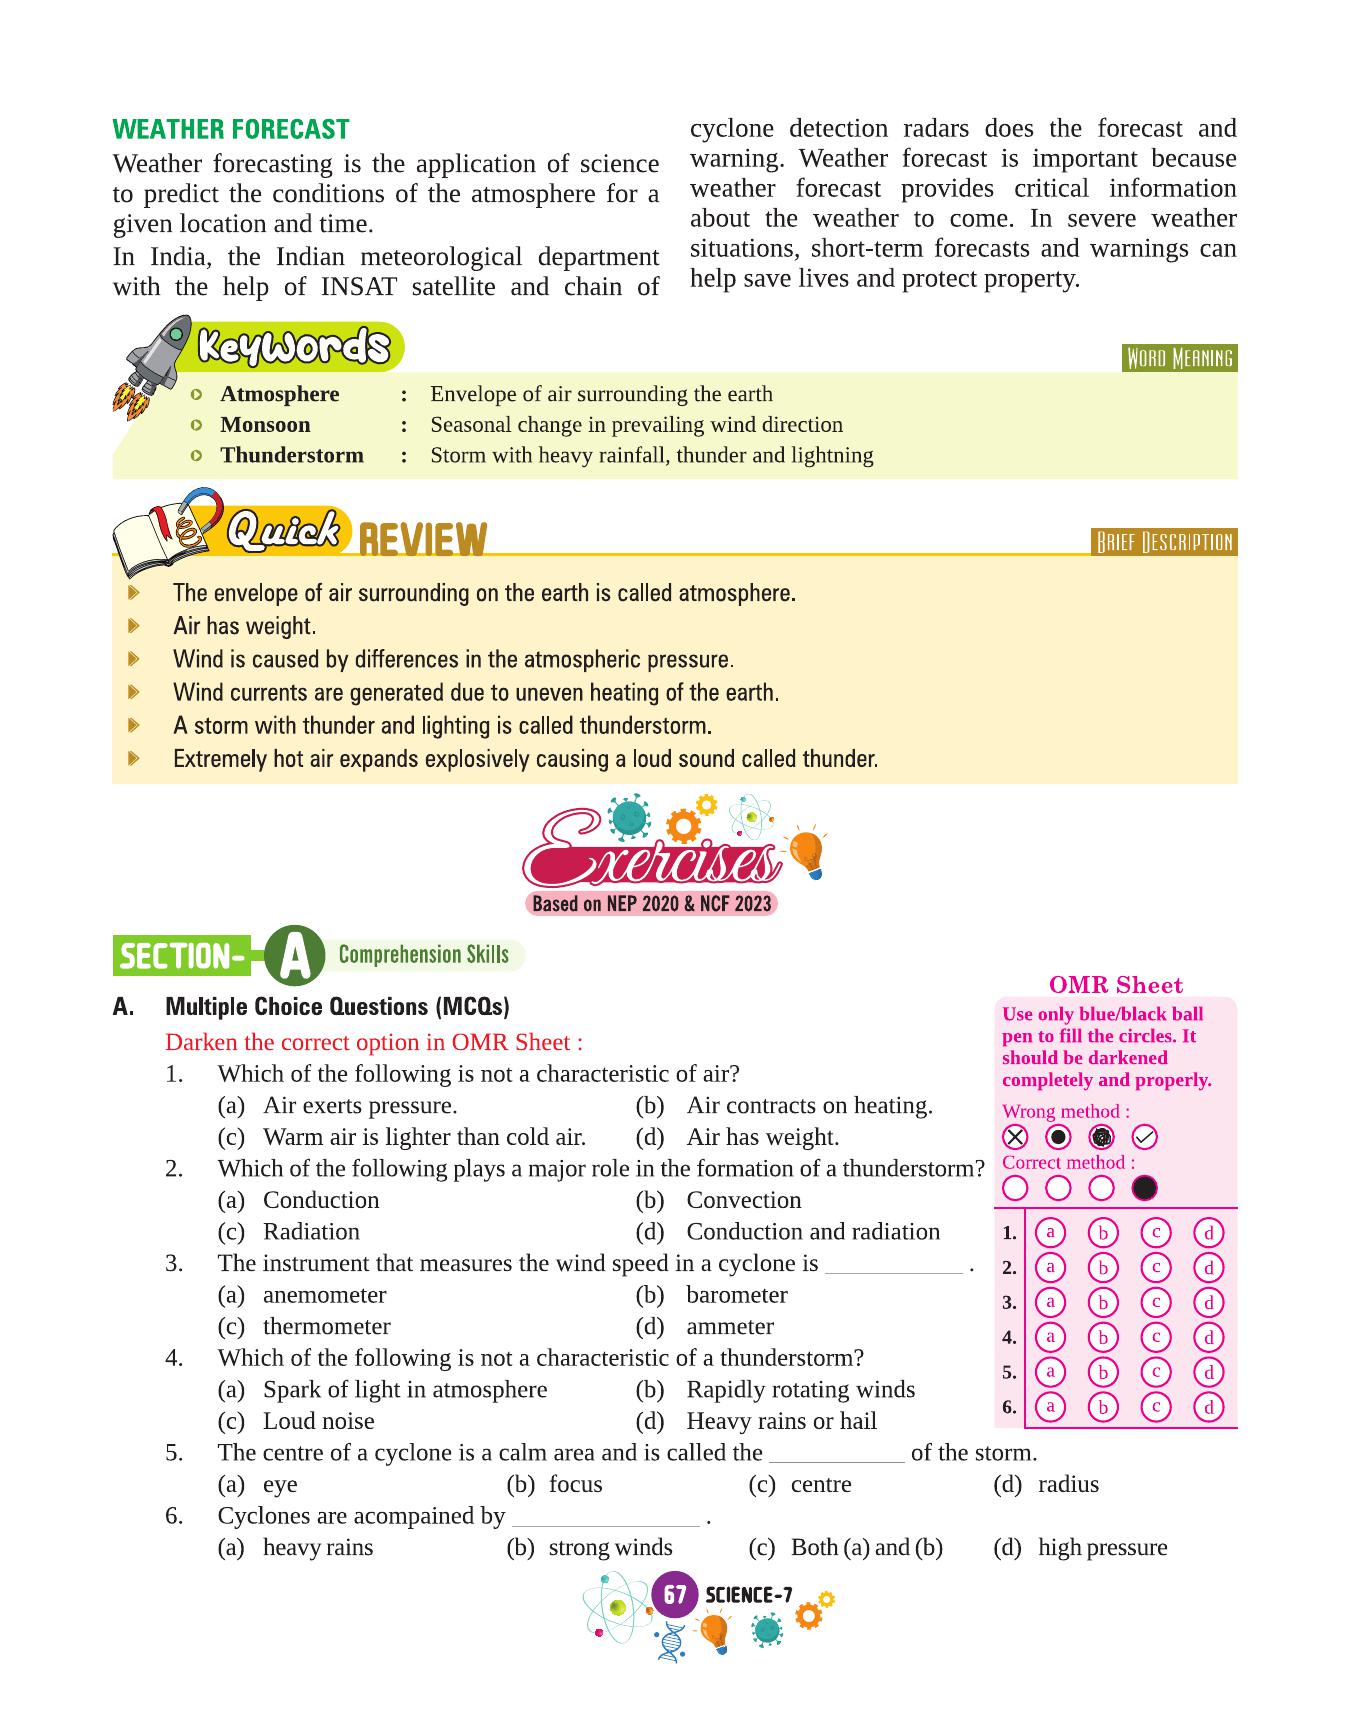 WEATHER FORECAST
Weather forecasting is the application of science
to predict the conditions of the atmosphere for a
given location and time.
In India, the Indian meteorological department
with the help of INSAT satellite and chain of
cyclone detection radars does the forecast and
warning. Weather forecast is important because
weather forecast provides critical information
about the weather to come. In severe weather
situations, short-term forecasts and warnings can
help save lives and protect property.
Keywords
WORD MEANING
Atmosphere : Envelope of air surrounding the earth
Monsoon : Seasonal change in prevailing wind direction
Thunderstorm : Storm with heavy rainfall, thunder and lightning
Quick REVIEW
BRIEF DESCRIPTION
The envelope of air surrounding on the earth is called atmosphere.
Air has weight.
Wind is caused by differences in the atmospheric pressure.
Wind currents are generated due to uneven heating of the earth.
A storm with thunder and lighting is called thunderstorm.
Extremely hot air expands explosively causing a loud sound called thunder.
Exercises
Based on NEP 2020 & NCF 2023
SECTION- A Comprehension Skills
A. Multiple Choice Questions (MCQs)
Darken the correct option in OMR Sheet :
1. Which of the following is not a characteristic of air?
(a) Air exerts pressure. (b) Air contracts on heating.
(c) Warm air is lighter than cold air. (d) Air has weight.
2. Which of the following plays a major role in the formation of a thunderstorm?
(a) Conduction (b) Convection
(c) Radiation (d) Conduction and radiation
3. The instrument that measures the wind speed in a cyclone is ___________ .
(a) anemometer (b) barometer
(c) thermometer (d) ammeter
4. Which of the following is not a characteristic of a thunderstorm?
(a) Spark of light in atmosphere (b) Rapidly rotating winds
(c) Loud noise (d) Heavy rains or hail
5. The centre of a cyclone is a calm area and is called the ___________ of the storm.
(a) eye (b) focus (c) centre (d) radius
6. Cyclones are acompained by _______________ .
(a) heavy rains (b) strong winds (c) Both (a) and (b) (d) high pressure
OMR Sheet
Use only blue/black ball
pen to fill the circles. It
should be darkened
completely and properly.
Wrong method :
Correct method :
1. a b c d
2. a b c d
3. a b c d
4. a b c d
5. a b c d
6. a b c d
67 SCIENCE-7